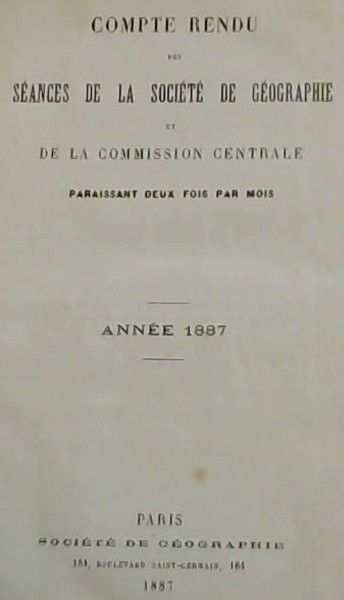 COMPTE RENDU
DES
SÉANCES DE LA SOCIÉTÉ DE GÉOGRAPHIE
ET
DE LA COMMISSION CENTRALE
PARAISSANT DEUX FOIS PAR MOIS
ANNÉE 1887
PARIS
SOCIÉTÉ DE GÉOGRAPHIE
184, BOULEVARD SAINT-GERMAIN, 184
1887